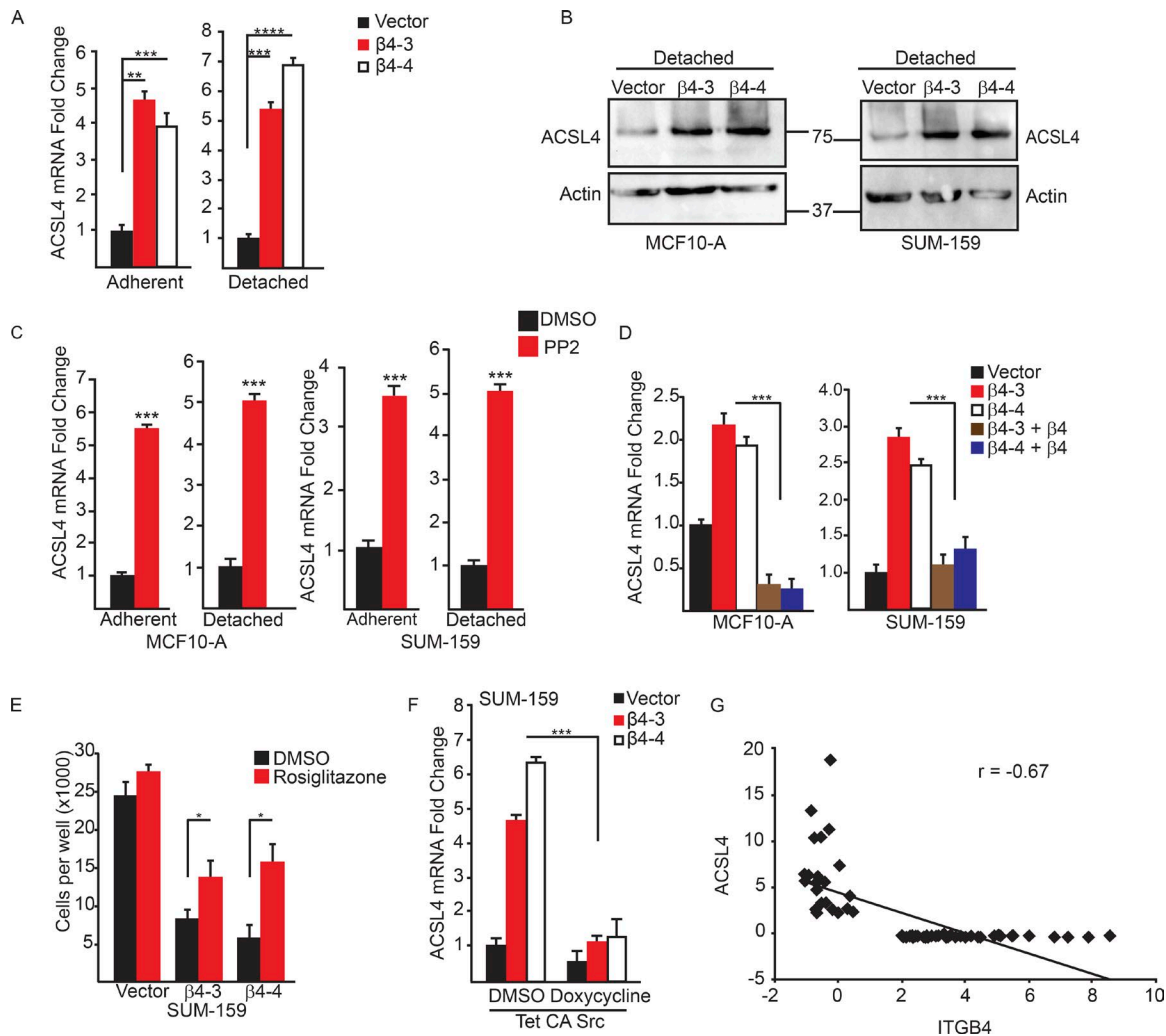 A
ACSL4 mRNA Fold Change
6
5
4
3
2
1
**
***
Adherent
8
7
6
5
4
3
2
1
***
****
Detached
Vector
β4-3
β4-4
B
Detached
Vector β4-3 β4-4
ACSL4
Actin
MCF10-A
75
37
Detached
Vector β4-3 β4-4
ACSL4
Actin
SUM-159
C
DMSO
PP2
ACSL4 mRNA Fold Change
6
5
4
3
2
1
***
Adherent
6
5
4
3
2
1
***
Detached
MCF10-A
ACSL4 mRNA Fold Change
4
3
2
1
***
Adherent
6
5
4
3
2
1
***
Detached
SUM-159
D
Vector
β4-3
β4-4
β4-3 + β4
β4-4 + β4
ACSL4 mRNA Fold Change
2.5
2.0
1.5
1.0
0.5
***
MCF10-A
4.0
3.0
2.5
2.0
1.5
1.0
***
SUM-159
E
DMSO
Rosiglitazone
Cells per well (x1000)
25
20
15
10
5
*
*
Vector β4-3 β4-4
SUM-159
F
SUM-159
Vector
β4-3
β4-4
ACSL4 mRNA Fold Change
8
7
6
4
3
2
1
***
DMSO Doxycycline
Tet CA Src
G
r = -0.67
ACSL4
20
15
10
5
0
-5
-2 0 2 4 6 8 10
ITGB4